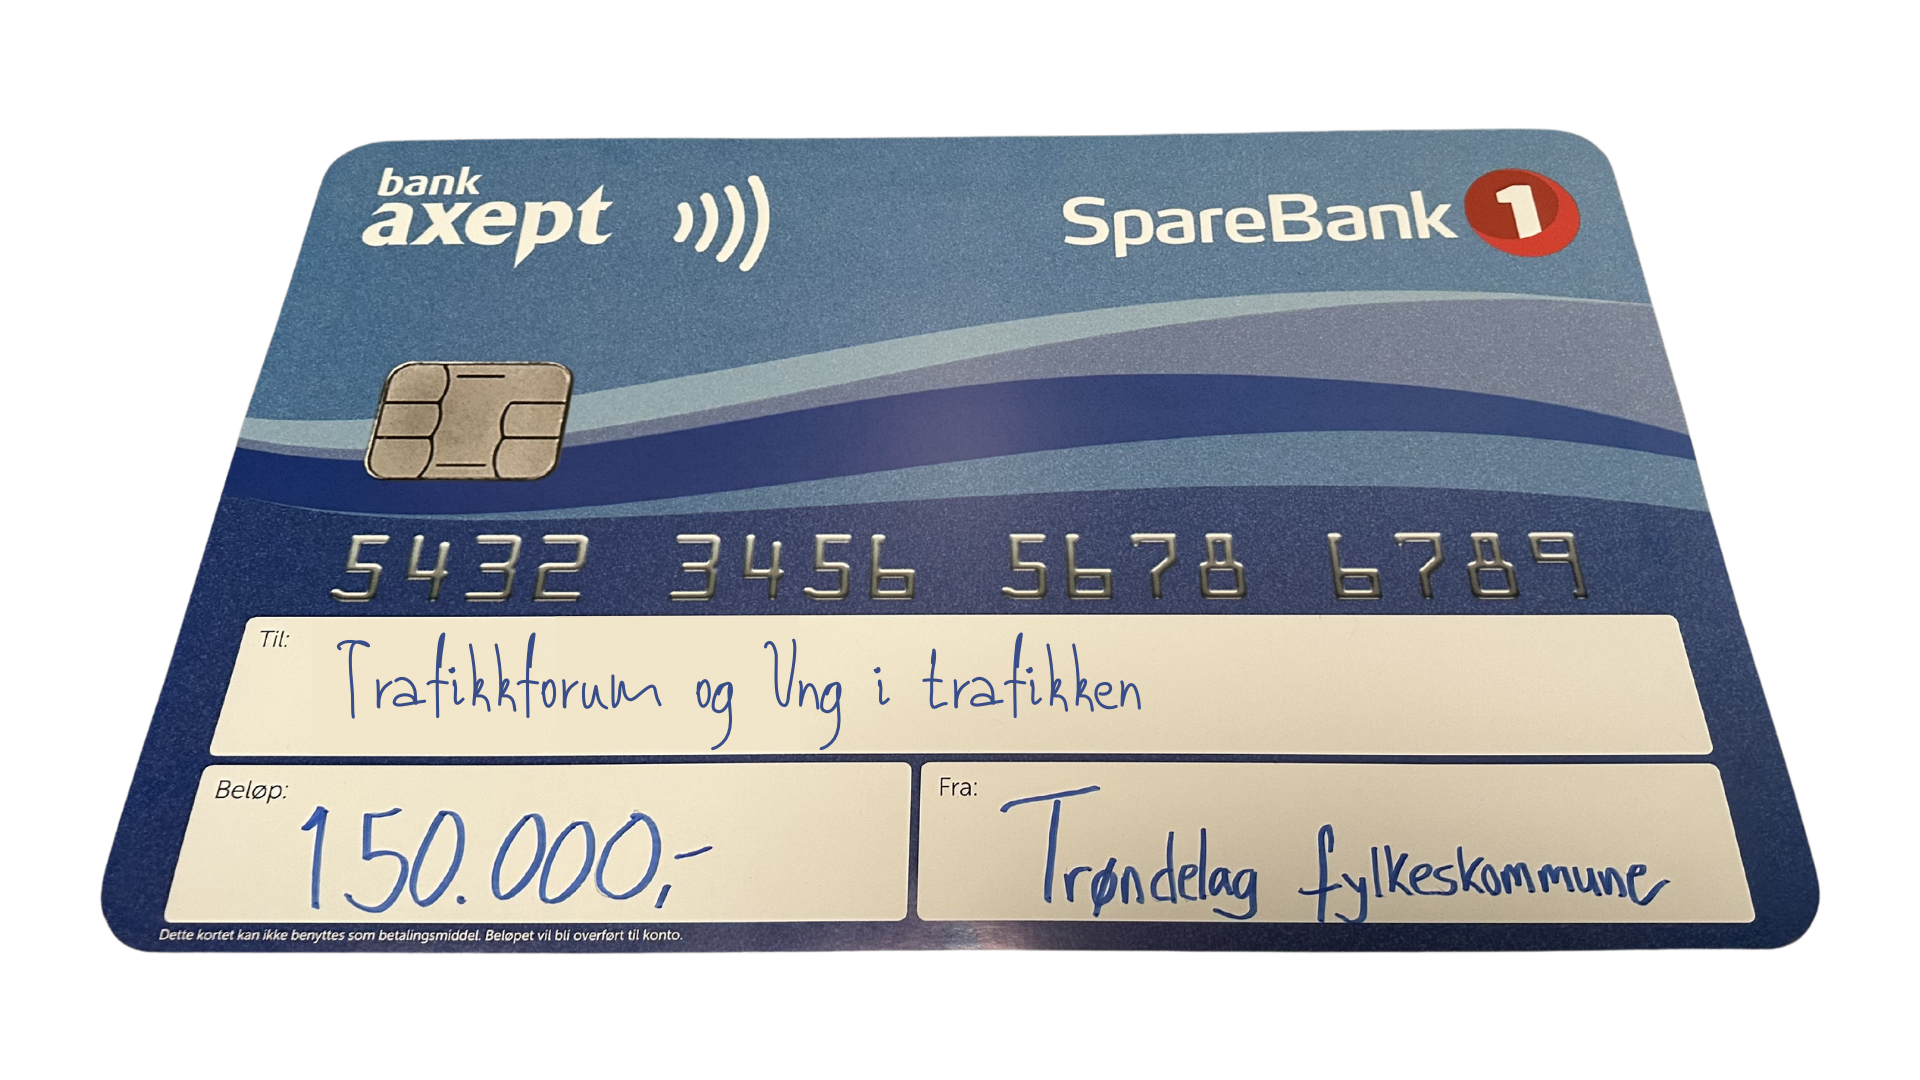 bank
axept
SpareBank 1
5432 3456 5678 6789
Til: Trafikkforum og Ung i trafikken
Beløp: 150.000,-
Fra: Trøndelag fylkeskommune
Dette kortet kan ikke benyttes som betalingsmiddel. Beløpet vil bli overført til konto.